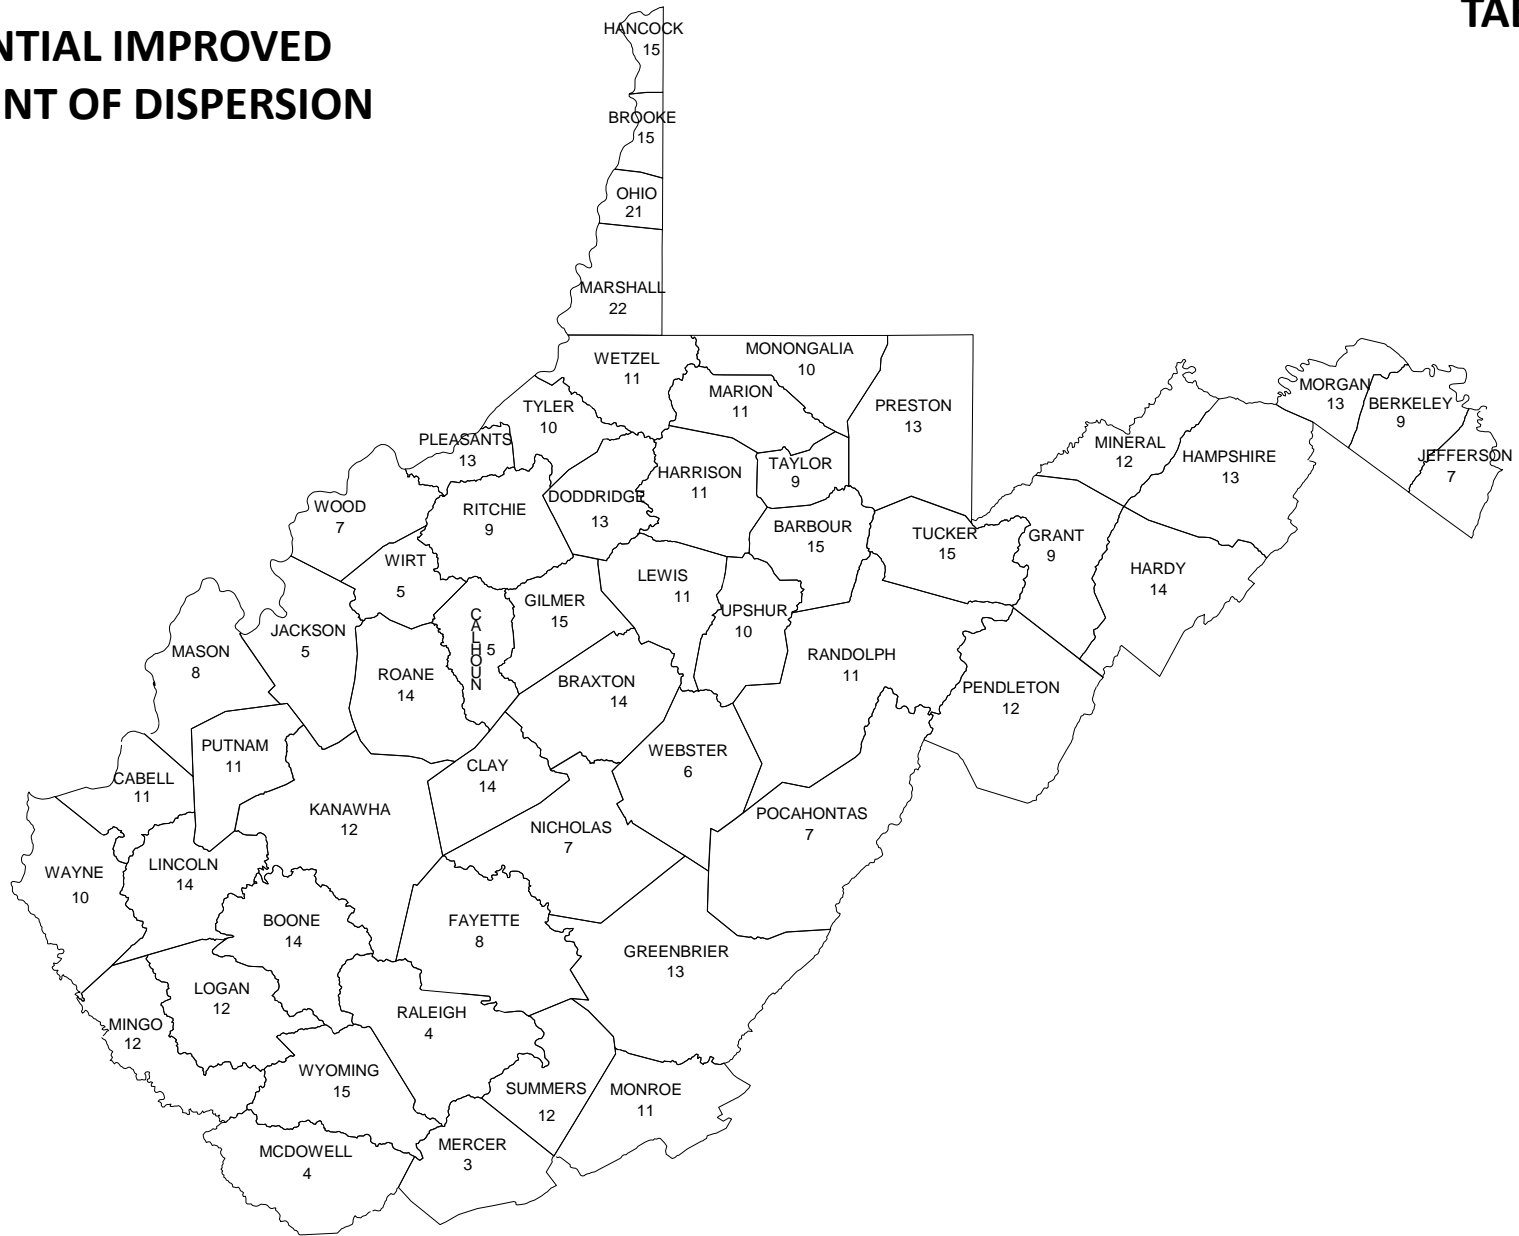 NTIAL IMPROVED
NT OF DISPERSION
TAB
HANCOCK
15
BROOKE
15
OHIO
21
MARSHALL
22
WETZEL
11
MONONGALIA
10
MARION
11
PRESTON
13
TYLER
10
PLEASANTS
13
MORGAN
13
BERKELEY
9
JEFFERSON
7
MINERAL
12
HAMPSHIRE
13
HARRISON
11
TAYLOR
9
DODDRIDGE
13
RITCHIE
9
WOOD
7
BARBOUR
15
TUCKER
15
GRANT
9
HARDY
14
WIRT
5
LEWIS
11
GILMER
15
UPSHUR
10
CALHOUN
5
JACKSON
5
MASON
8
ROANE
14
BRAXTON
14
RANDOLPH
11
PENDLETON
12
PUTNAM
11
CABELL
11
CLAY
14
WEBSTER
6
KANAWHA
12
NICHOLAS
7
POCAHONTAS
7
WAYNE
10
LINCOLN
14
BOONE
14
FAYETTE
8
GREENBRIER
13
LOGAN
12
MINGO
12
RALEIGH
4
WYOMING
15
SUMMERS
12
MONROE
11
MCDOWELL
4
MERCER
3